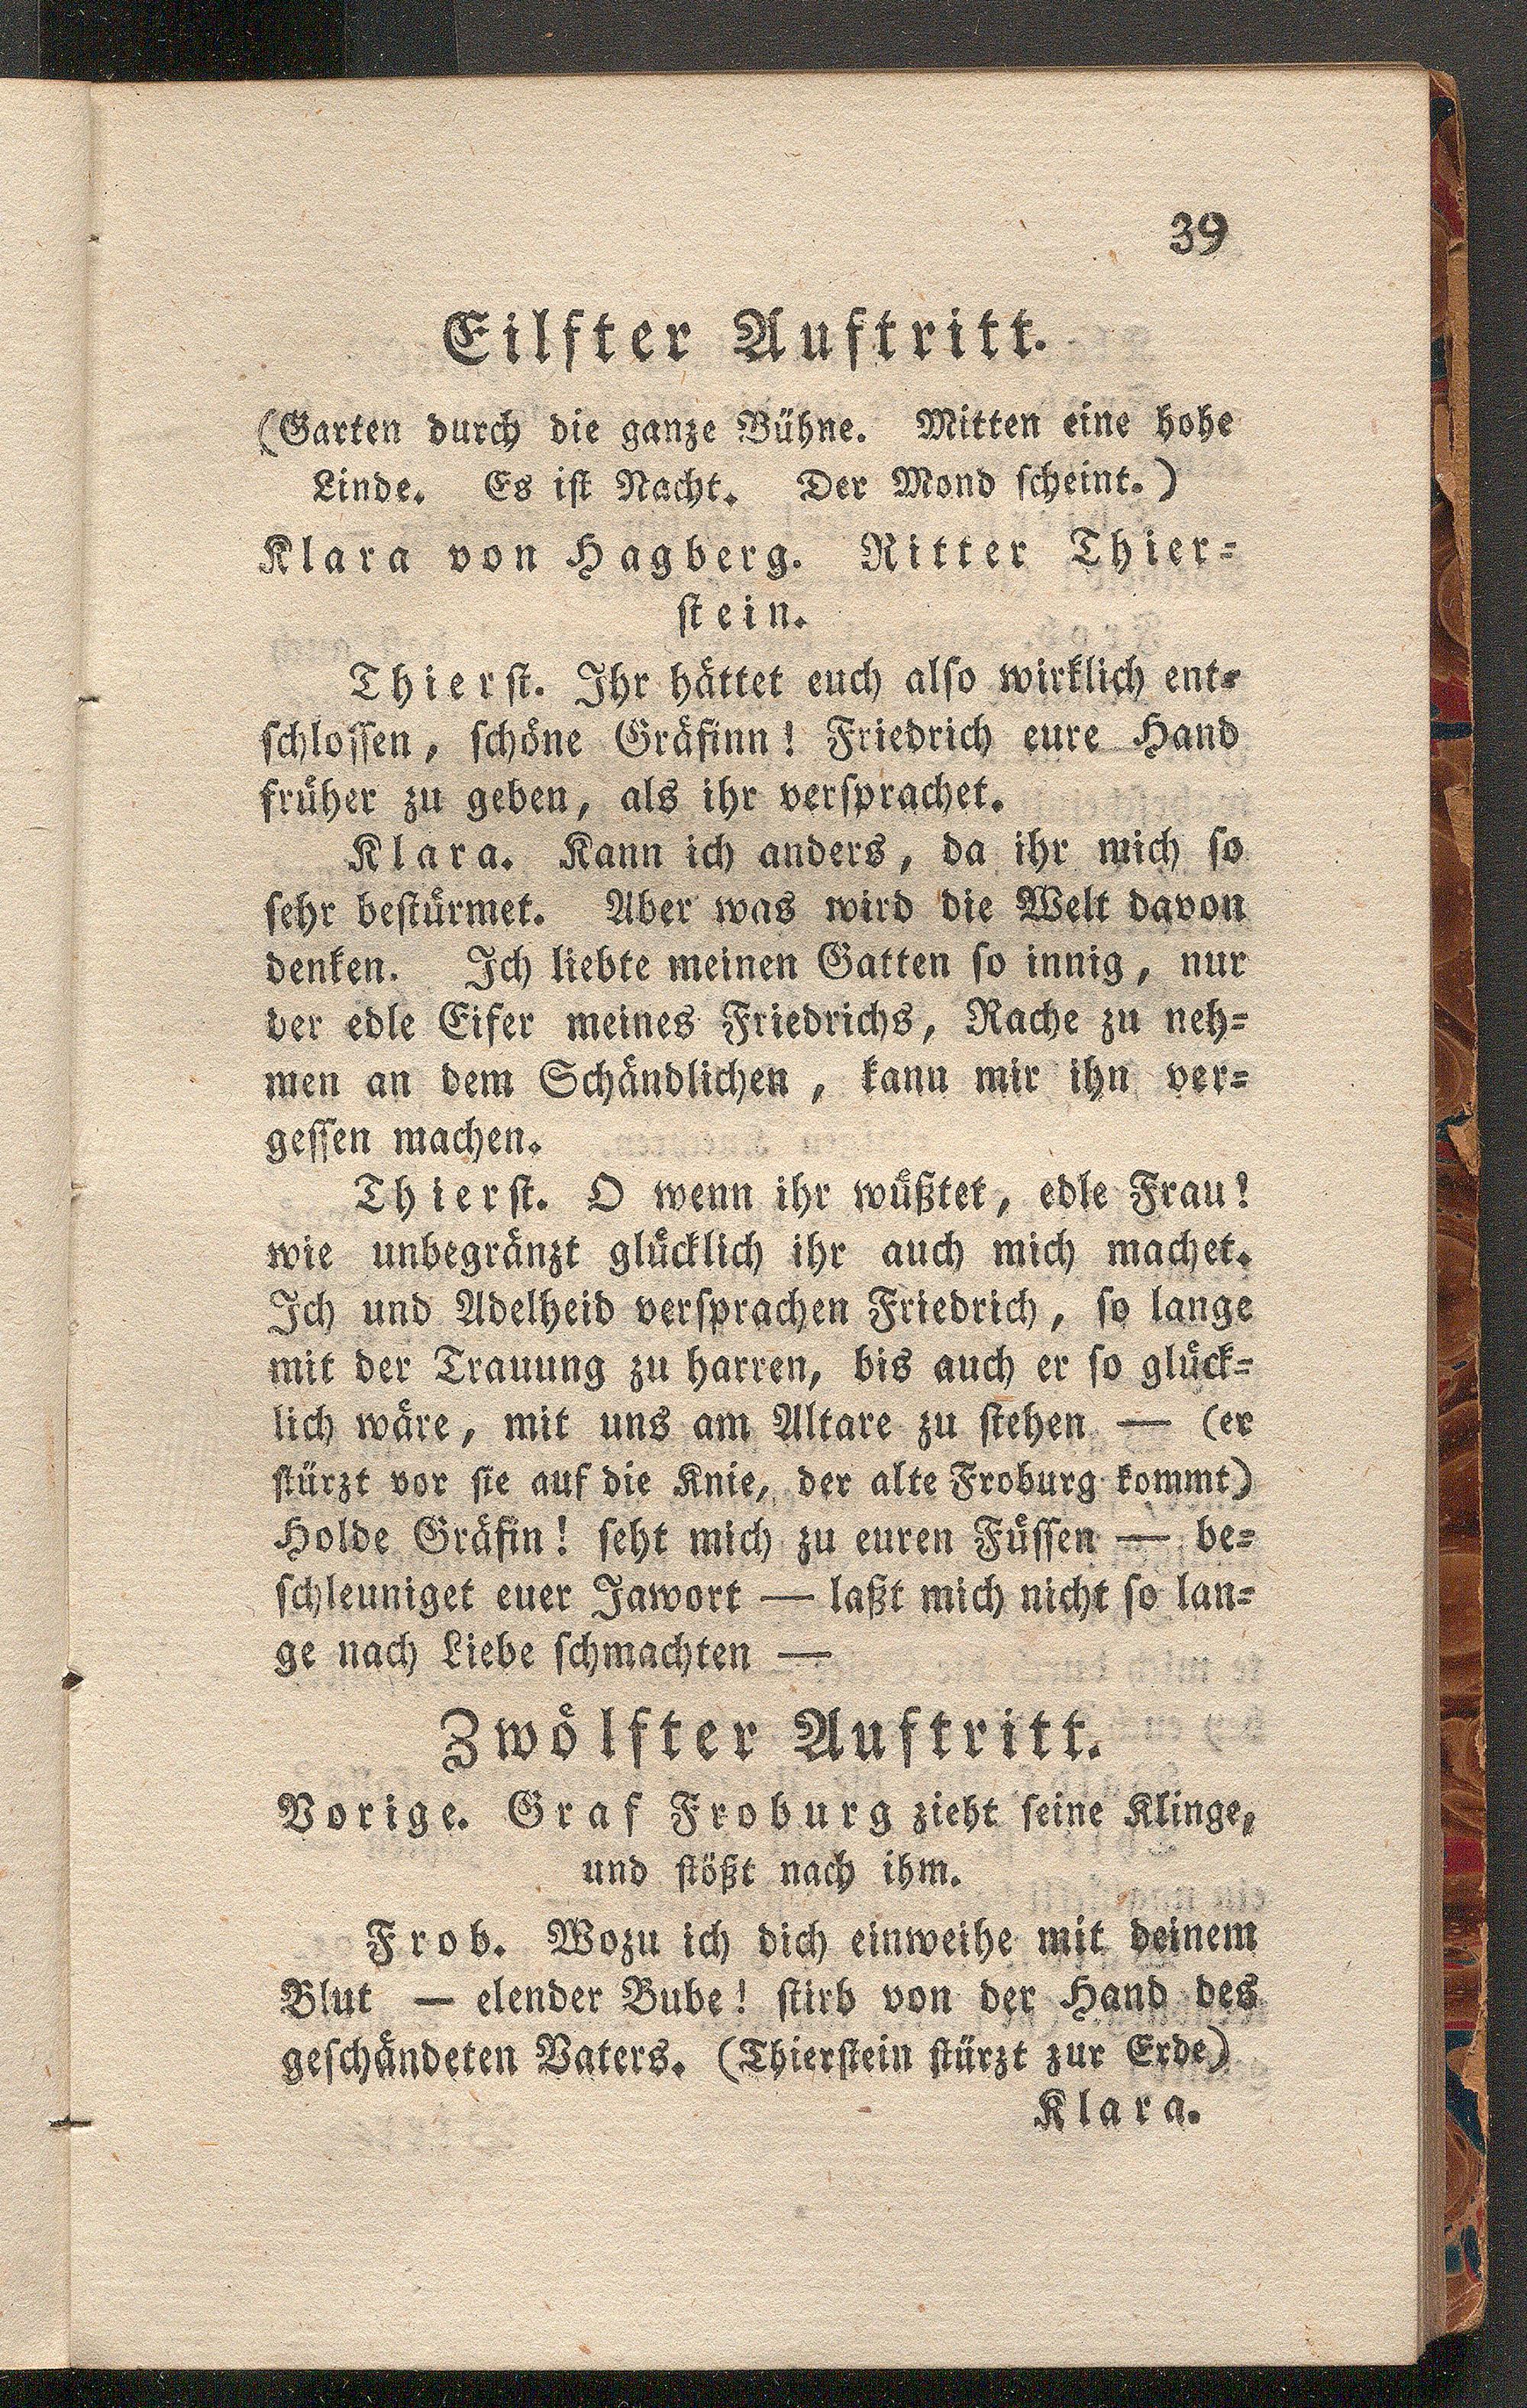 39
Eilfter Auftritt.
(Garten durch die ganze Bühne. Mitten eine hohe
Linde. Es ist Nacht. Der Mond scheint.)
Klara von Hagberg. Ritter Thier-
stein.
Thierst. Ihr hättet euch also wirklich ent-
schlossen, schöne Gräfinn! Friedrich eure Hand
früher zu geben, als ihr versprachet.
Klara. Kann ich anders, da ihr mich so
sehr bestürmet. Aber was wird die Welt davon
denken. Ich liebte meinen Gatten so innig, nur
der edle Eifer meines Friedrichs, Rache zu neh-
men an dem Schändlichen, kann mir ihn ver-
gessen machen.
Thierst. O wenn ihr wüßtet, edle Frau!
wie unbegränzt glücklich ihr auch mich machet.
Ich und Adelheid versprachen Friedrich, so lange
mit der Trauung zu harren, bis auch er so glück-
lich wäre, mit uns am Altare zu stehen — (er
stürzt vor sie auf die Knie, der alte Froburg kommt)
Holde Gräfin! seht mich zu euren Füssen — be-
schleuniget euer Jawort — laßt mich nicht so lan-
ge nach Liebe schmachten —
Zwölfter Auftritt.
Vorige. Graf Froburg zieht seine Klinge,
und stößt nach ihm.
Frob. Wozu ich dich einweihe mit deinem
Blut — elender Bube! stirb von der Hand des
geschändeten Vaters. (Thierstein stürzt zur Erde)
Klara.